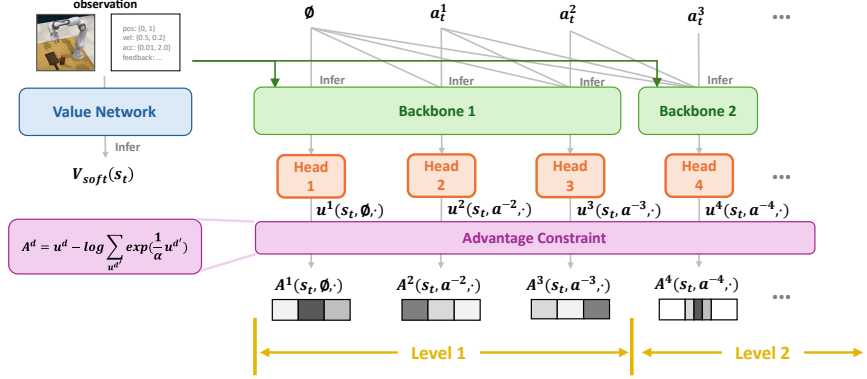 observation
pos: {0, 1}
vel: {0.5, 0.2}
acc: {0.01, 2.0}
feedback: ...
∅
a_t^1
a_t^2
a_t^3
...
Infer
Infer
Infer
Infer
Value Network
Backbone 1
Backbone 2
Infer
V_{soft}(s_t)
Head 1
Head 2
Head 3
Head 4
...
u^1(s_t, ∅,·)
u^2(s_t, a^{-2},·)
u^3(s_t, a^{-3},·)
u^4(s_t, a^{-4},·)
A^d = u^d − log ∑_{u^{d'}} exp(\frac{1}{α} u^{d'})
Advantage Constraint
A^1(s_t, ∅,·)
A^2(s_t, a^{-2},·)
A^3(s_t, a^{-3},·)
A^4(s_t, a^{-4},·)
...
Level 1
Level 2